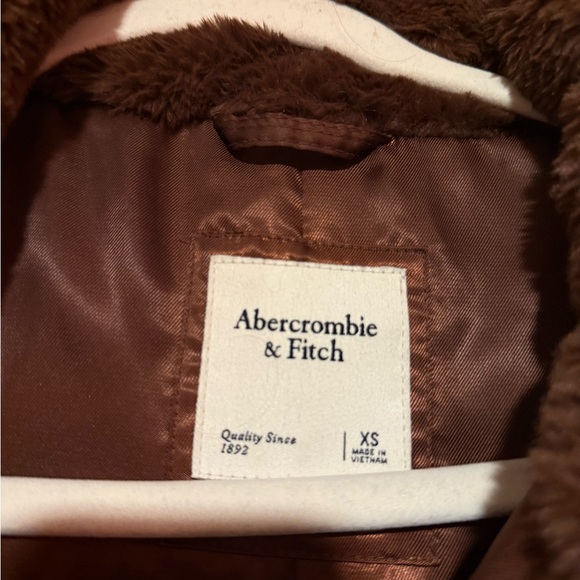 Abercrombie
& Fitch
Quality Since
1892
XS
MADE IN
VIETNAM